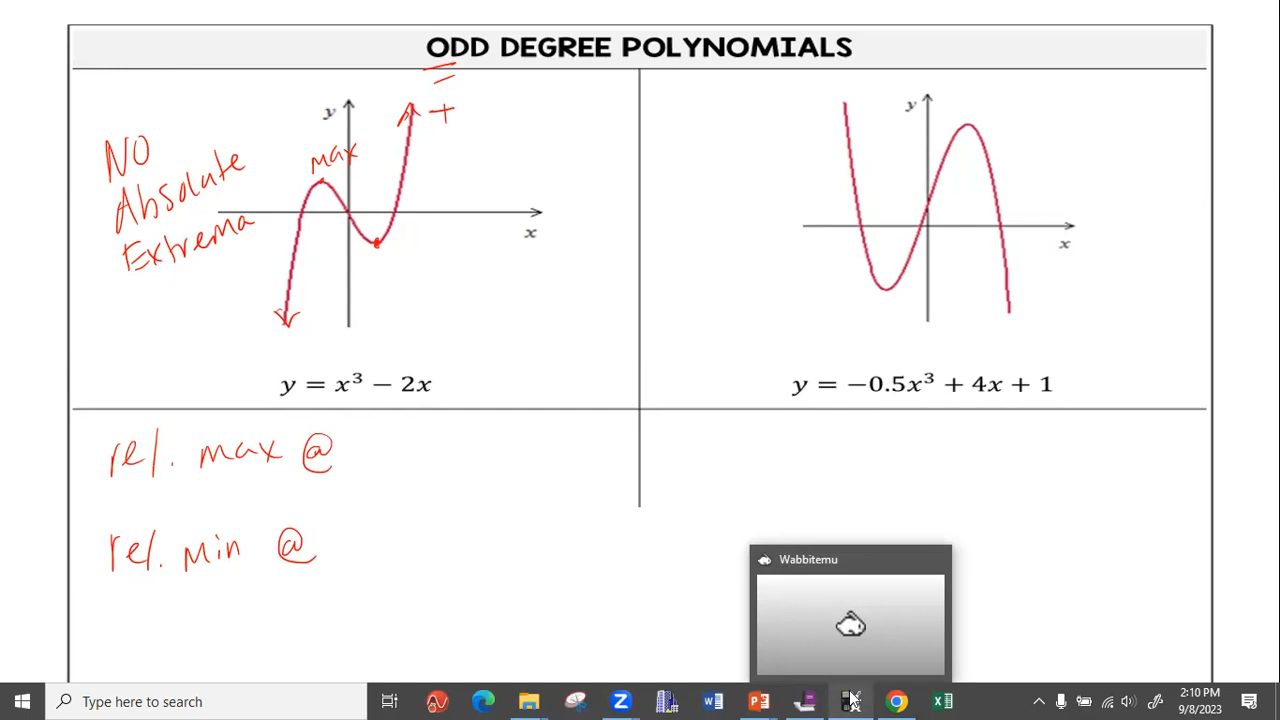 ODD DEGREE POLYNOMIALS
y
+
max
NO
Absolute
Extrema
x
y = x³ − 2x
y
x
y = −0.5x³ + 4x + 1
rel. max @
rel. min @
Wabbitemu
Type here to search
2:10 PM
9/8/2023